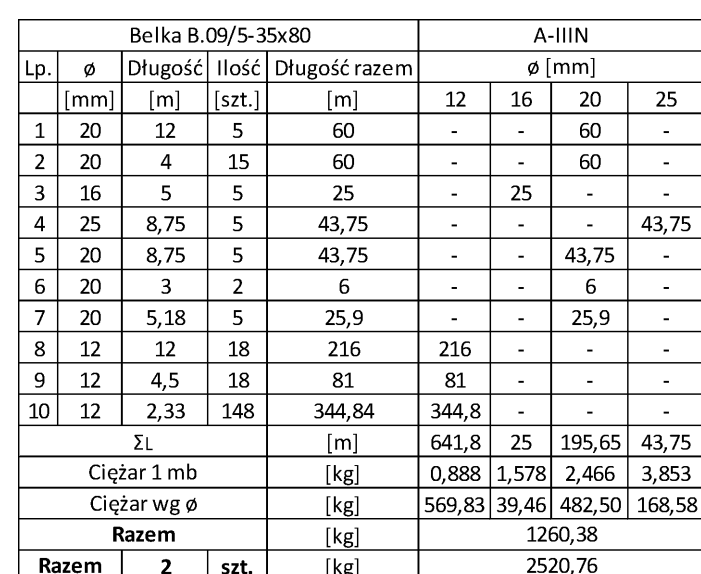 Belka B.09/5-35x80 A-IIIN
Lp. ø Długość Ilość Długość razem ø [mm]
[mm] [m] [szt.] [m] 12 16 20 25
1 20 12 5 60 - - 60 -
2 20 4 15 60 - - 60 -
3 16 5 5 25 - 25 - -
4 25 8,75 5 43,75 - - - 43,75
5 20 8,75 5 43,75 - - 43,75 -
6 20 3 2 6 - - 6 -
7 20 5,18 5 25,9 - - 25,9 -
8 12 12 18 216 216 - - -
9 12 4,5 18 81 81 - - -
10 12 2,33 148 344,84 344,8 - - -
ΣL [m] 641,8 25 195,65 43,75
Ciężar 1 mb [kg] 0,888 1,578 2,466 3,853
Ciężar wg ø [kg] 569,83 39,46 482,50 168,58
Razem [kg] 1260,38
Razem 2 szt. [kg] 2520,76